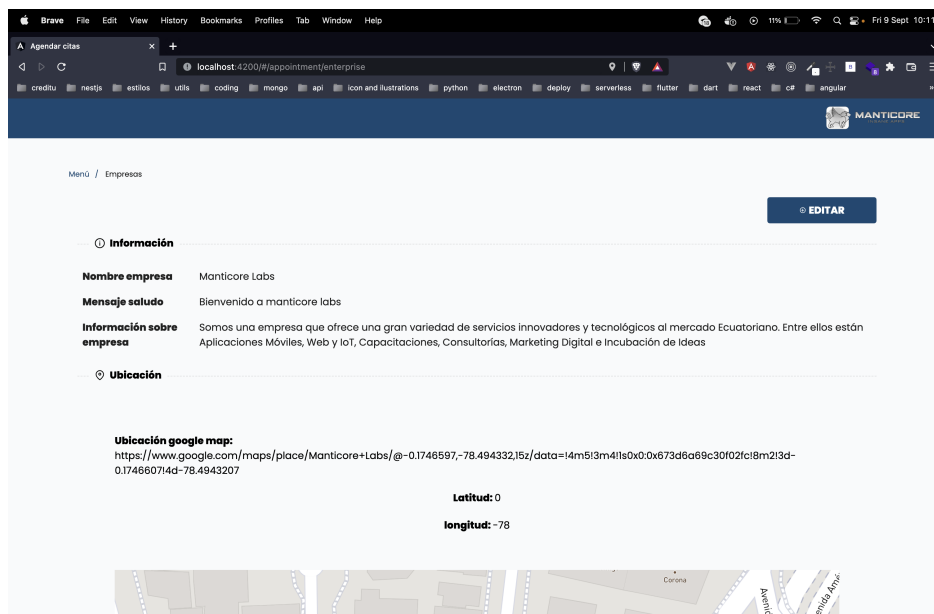 Brave File Edit View History Bookmarks Profiles Tab Window Help 11% Fri 9 Sept 10:11
Agendar citas
localhost:4200/#/appointment/enterprise
creditu nestjs estilos utils coding mongo api icon and ilustrations python electron deploy serverless flutter dart react c# angular
MANTICORE
Menú / Empresas
EDITAR
Información
Nombre empresa Manticore Labs
Mensaje saludo Bienvenido a manticore labs
Información sobre Somos una empresa que ofrece una gran variedad de servicios innovadores y tecnológicos al mercado Ecuatoriano. Entre ellos están
empresa Aplicaciones Móviles, Web y IoT, Capacitaciones, Consultorías, Marketing Digital e Incubación de Ideas
Ubicación
Ubicación google map:
https://www.google.com/maps/place/Manticore+Labs/@-0.1746597,-78.494332,15z/data=!4m5!3m4!1s0x0:0x673d6a69c30f02fc!8m2!3d-
0.1746607!4d-78.4943207
Latitud: 0
longitud: -78
Corona